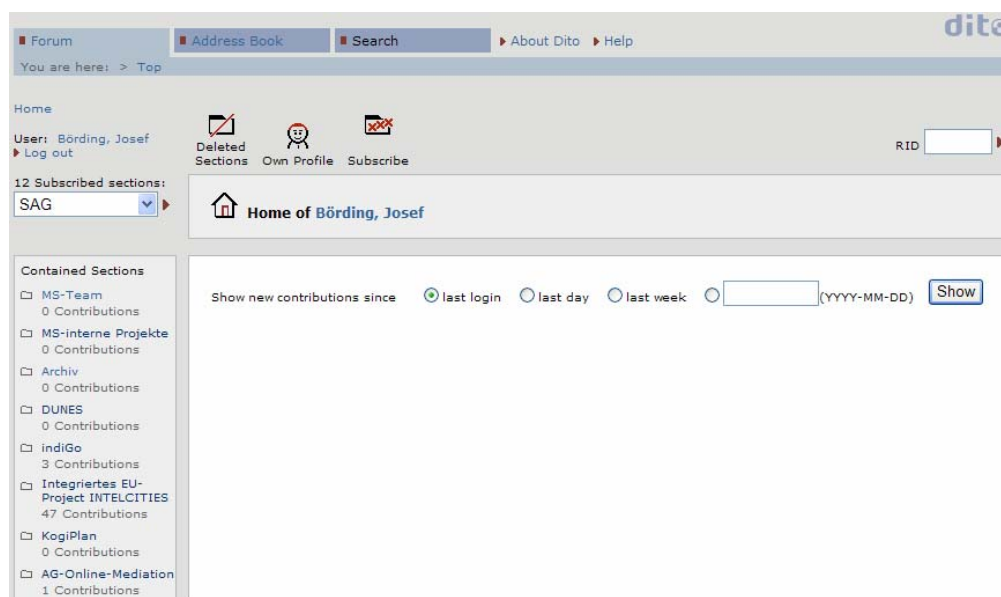 Forum Address Book Search About Dito Help
You are here: > Top
Home
User: Börding, Josef
Log out
12 Subscribed sections:
SAG
Deleted Sections
Own Profile
Subscribe
RID
Home of Börding, Josef
Contained Sections
MS-Team
0 Contributions
MS-interne Projekte
0 Contributions
Archiv
0 Contributions
DUNES
0 Contributions
indiGo
3 Contributions
Integriertes EU-
Project INTELCITIES
47 Contributions
KogiPlan
0 Contributions
AG-Online-Mediation
1 Contributions
Show new contributions since last login last day last week (YYYY-MM-DD) Show